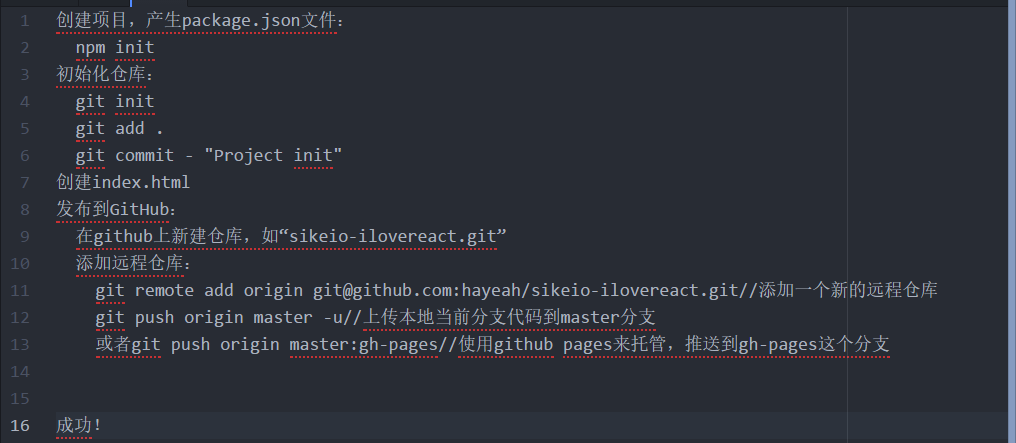 1 创建项目，产生package.json文件：
2 npm init
3 初始化仓库：
4 git init
5 git add .
6 git commit - "Project init"
7 创建index.html
8 发布到GitHub：
9 在github上新建仓库，如“sikeio-ilovereact.git”
10 添加远程仓库：
11 git remote add origin git@github.com:hayeah/sikeio-ilovereact.git//添加一个新的远程仓库
12 git push origin master -u//上传本地当前分支代码到master分支
13 或者git push origin master:gh-pages//使用github pages来托管，推送到gh-pages这个分支
14
15
16 成功!